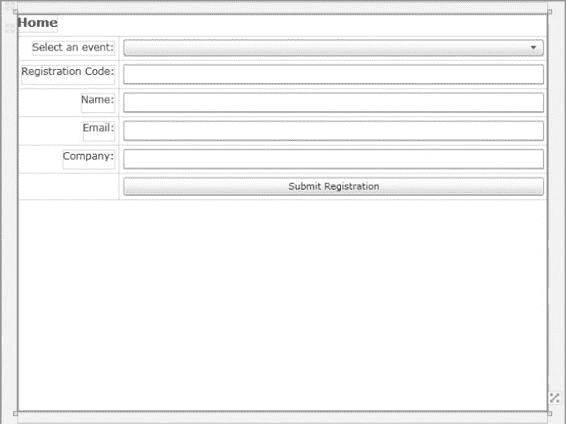 Home
Select an event:
Registration Code:
Name:
Email:
Company:
Submit Registration